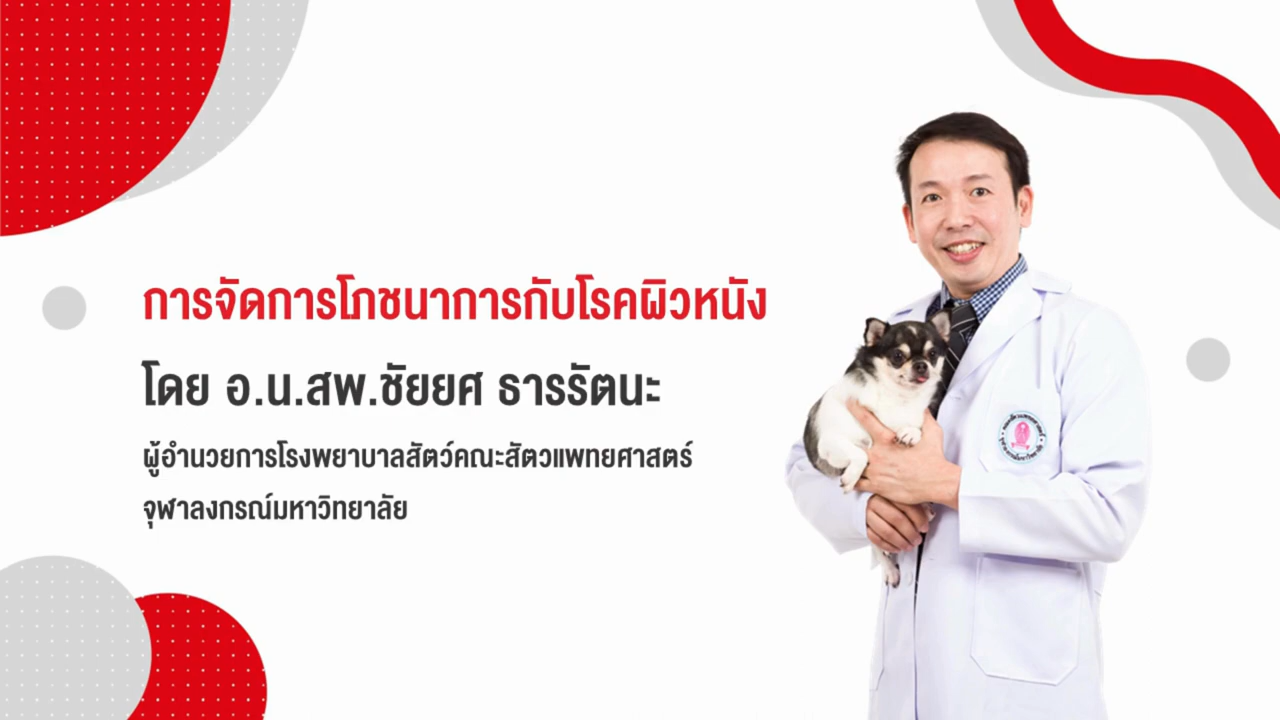 การจัดการโภชนาการกับโรคผิวหนัง
โดย อ.น.สพ.ชัยยศ ธารรัตนะ
ผู้อำนวยการโรงพยาบาลสัตว์คณะสัตวแพทยศาสตร์
จุฬาลงกรณ์มหาวิทยาลัย